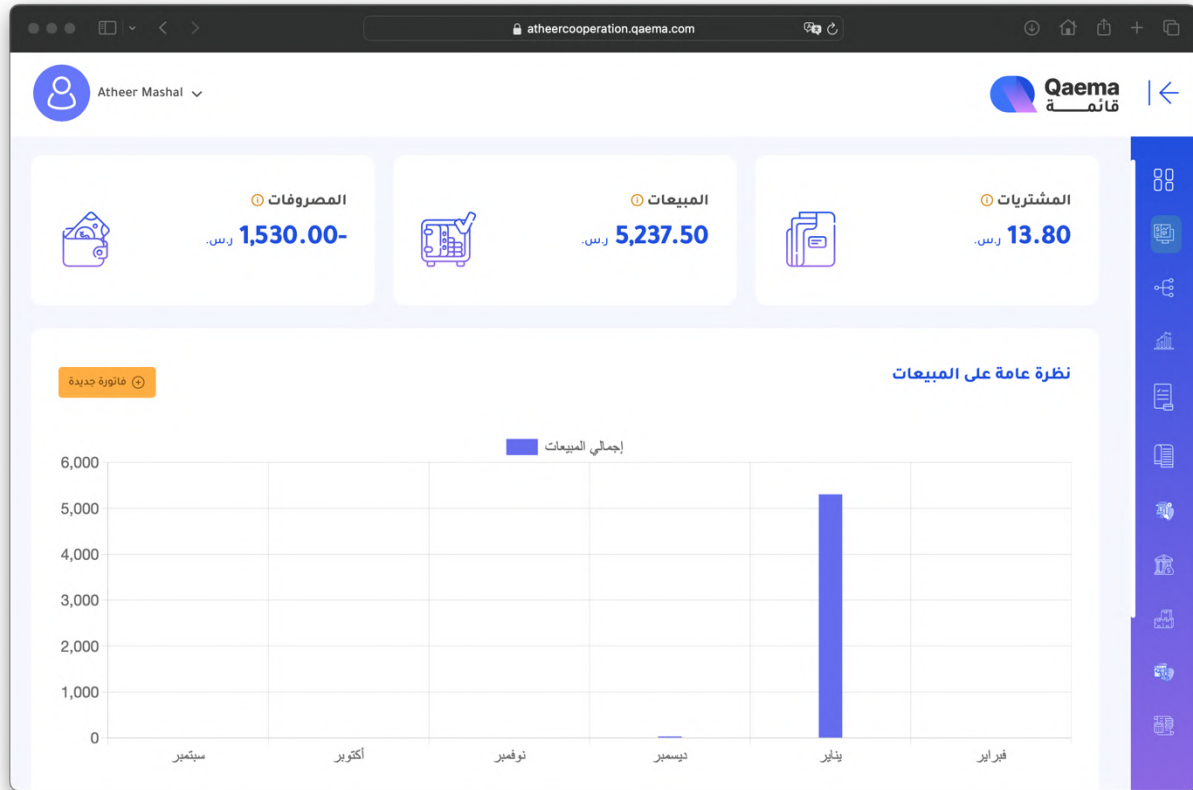 atheercooperation.qaema.com
Atheer Mashal
Qaema
قائمـــة
المشتريات
13.80 ر.س.
المبيعات
5,237.50 ر.س.
المصروفات
1,530.00- ر.س.
نظرة عامة على المبيعات
فاتورة جديدة
إجمالي المبيعات
6,000
5,000
4,000
3,000
2,000
1,000
0
سبتمبر
أكتوبر
نوفمبر
ديسمبر
يناير
فبراير